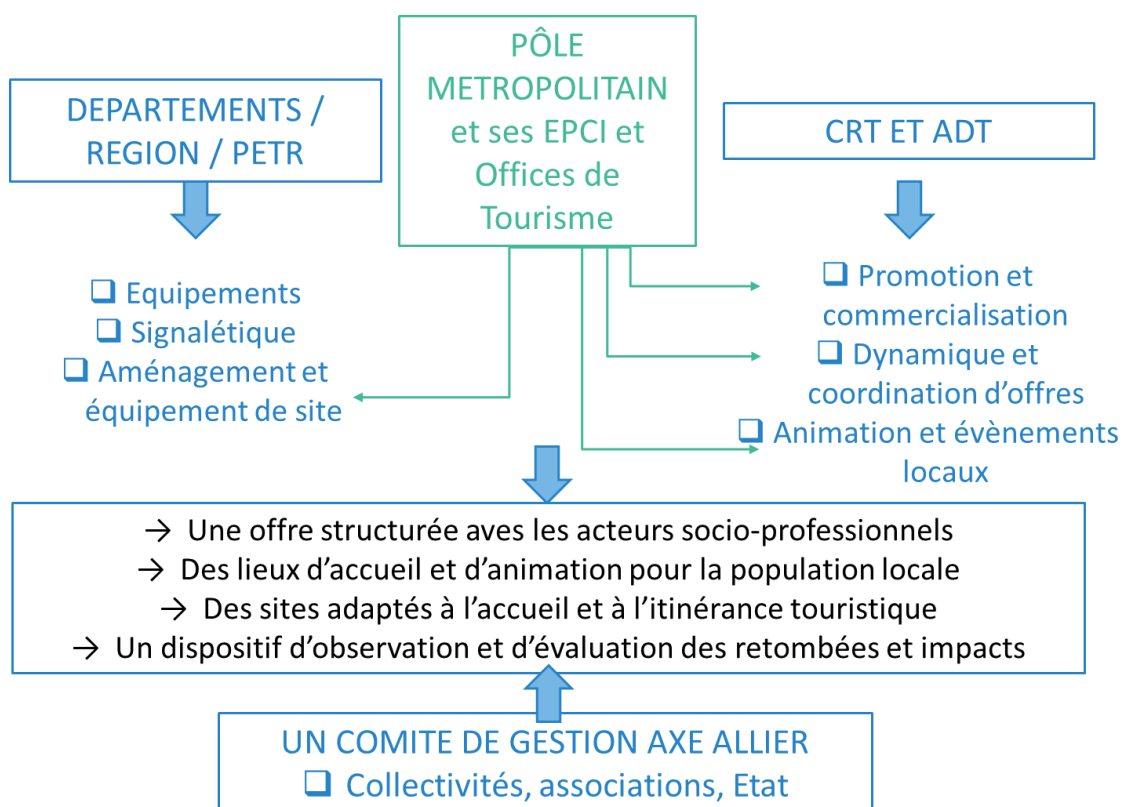 DEPARTEMENTS /
REGION / PETR
PÔLE
METROPOLITAIN
et ses EPCI et
Offices de
Tourisme
CRT ET ADT
❑ Equipements
❑ Signalétique
❑ Aménagement et
équipement de site
❑ Promotion et
commercialisation
❑ Dynamique et
coordination d’offres
❑ Animation et évènements
locaux
→ Une offre structurée aves les acteurs socio-professionnels
→ Des lieux d’accueil et d’animation pour la population locale
→ Des sites adaptés à l’accueil et à l’itinérance touristique
→ Un dispositif d’observation et d’évaluation des retombées et impacts
UN COMITE DE GESTION AXE ALLIER
❑ Collectivités, associations, Etat